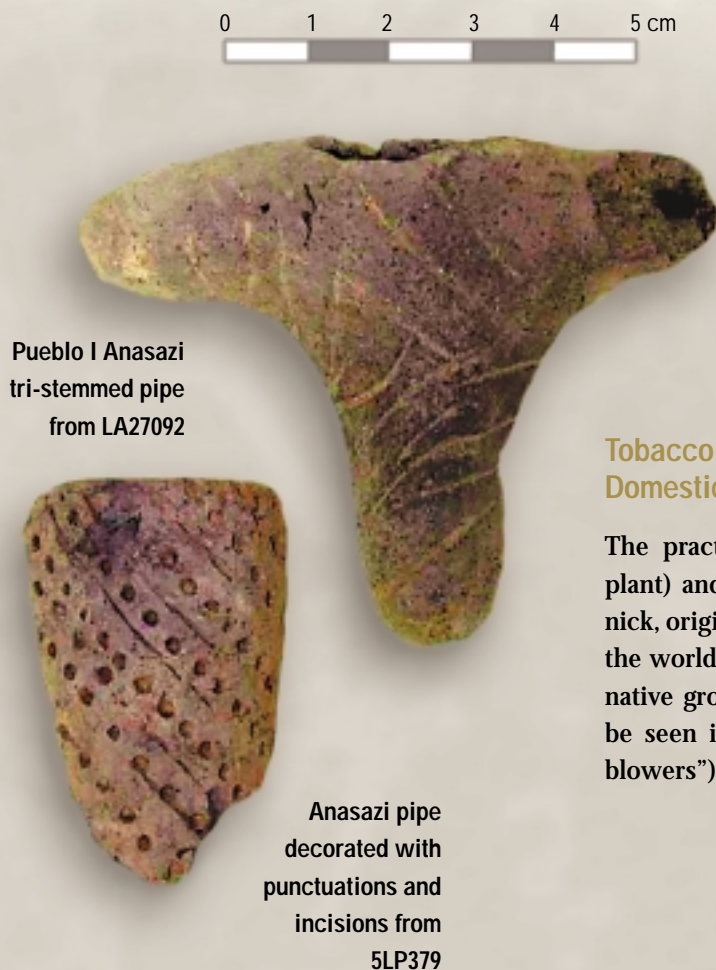 0 1 2 3 4 5 cm
Pueblo I Anasazi
tri-stemmed pipe
from LA27092
Tobacco
Domestic
The pract
plant) and
nick, origi
the world
native gro
be seen i
blowers”)
Anasazi pipe
decorated with
punctuations and
incisions from
5LP379